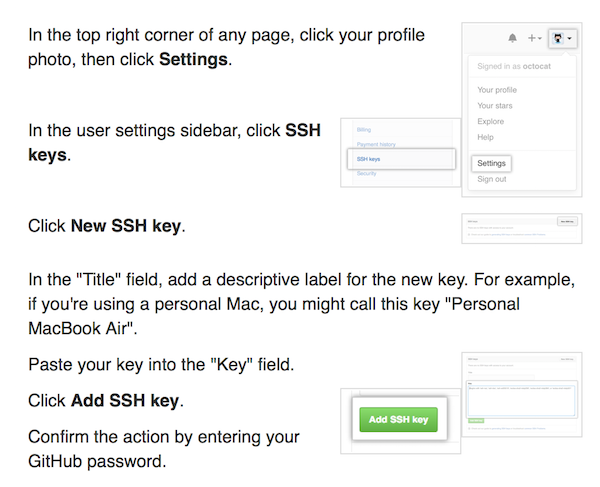 In the top right corner of any page, click your profile
photo, then click Settings.
Signed in as octocat
Your profile
Your stars
Explore
Help
Settings
Sign out
In the user settings sidebar, click SSH
keys.
Billing
Payment history
SSH keys
Security
Click New SSH key.
In the "Title" field, add a descriptive label for the new key. For example,
if you're using a personal Mac, you might call this key "Personal
MacBook Air".
Paste your key into the "Key" field.
Click Add SSH key.
Add SSH key
Confirm the action by entering your
GitHub password.